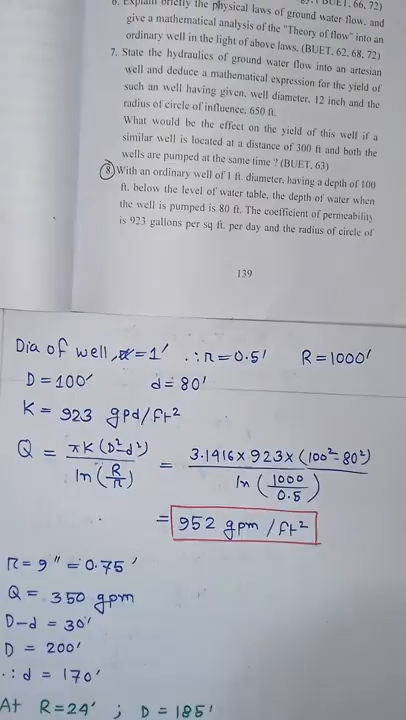 6. Explain briefly the physical laws of ground water flow, and
give a mathematical analysis of the "Theory of flow" into an
ordinary well in the light of above laws. (BUET, 62, 68, 72)
7. State the hydraulics of ground water flow into an artesian
well and deduce a mathematical expression for the yield of
such an well having given, well diameter, 12 inch and the
radius of circle of influence, 650 ft.
What would be the effect on the yield of this well if a
similar well is located at a distance of 300 ft and both the
wells are pumped at the same time ? (BUET, 63)
8. With an ordinary well of 1 ft. diameter, having a depth of 100
ft. below the level of water table, the depth of water when
the well is pumped is 80 ft. The coefficient of permeability
is 923 gallons per sq ft. per day and the radius of circle of
139
Dia of well, = 1' ∴ r = 0.5' R = 1000'
D = 100' d = 80'
K = 923 gpd/ft²
Q = πK(D²-d²) / ln(R/r) = 3.1416 × 923 × (100² - 80²) / ln(1000/0.5)
= 952 gpm/ft²
r = 9" = 0.75'
Q = 350 gpm
D-d = 30'
D = 200'
∴ d = 170'
At R = 24' ; D = 185'